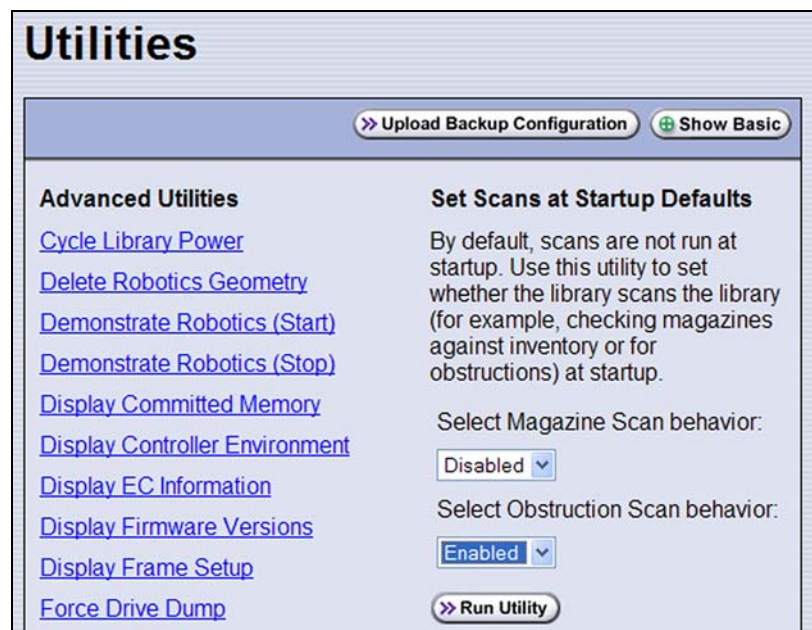 Utilities
Upload Backup Configuration
Show Basic
Advanced Utilities
Cycle Library Power
Delete Robotics Geometry
Demonstrate Robotics (Start)
Demonstrate Robotics (Stop)
Display Committed Memory
Display Controller Environment
Display EC Information
Display Firmware Versions
Display Frame Setup
Force Drive Dump
Set Scans at Startup Defaults
By default, scans are not run at
startup. Use this utility to set
whether the library scans the library
(for example, checking magazines
against inventory or for
obstructions) at startup.
Select Magazine Scan behavior:
Disabled
Select Obstruction Scan behavior:
Enabled
Run Utility